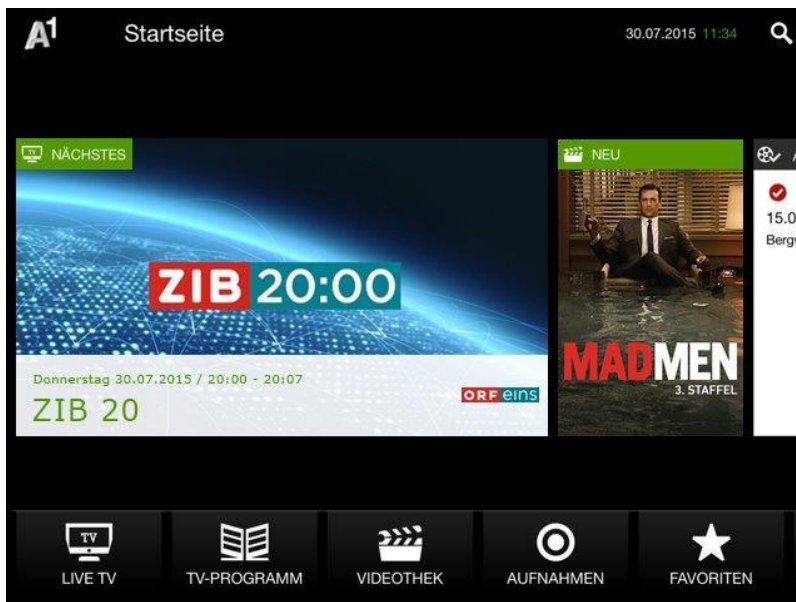 A1
Startseite
30.07.2015 11:34
NÄCHSTES
ZIB 20:00
Donnerstag 30.07.2015 / 20:00 - 20:07
ZIB 20
ORF eins
NEU
MADMEN
3. STAFFEL
15.0
TV
LIVE TV
TV-PROGRAMM
VIDEOTHEK
AUFNAHMEN
FAVORITEN